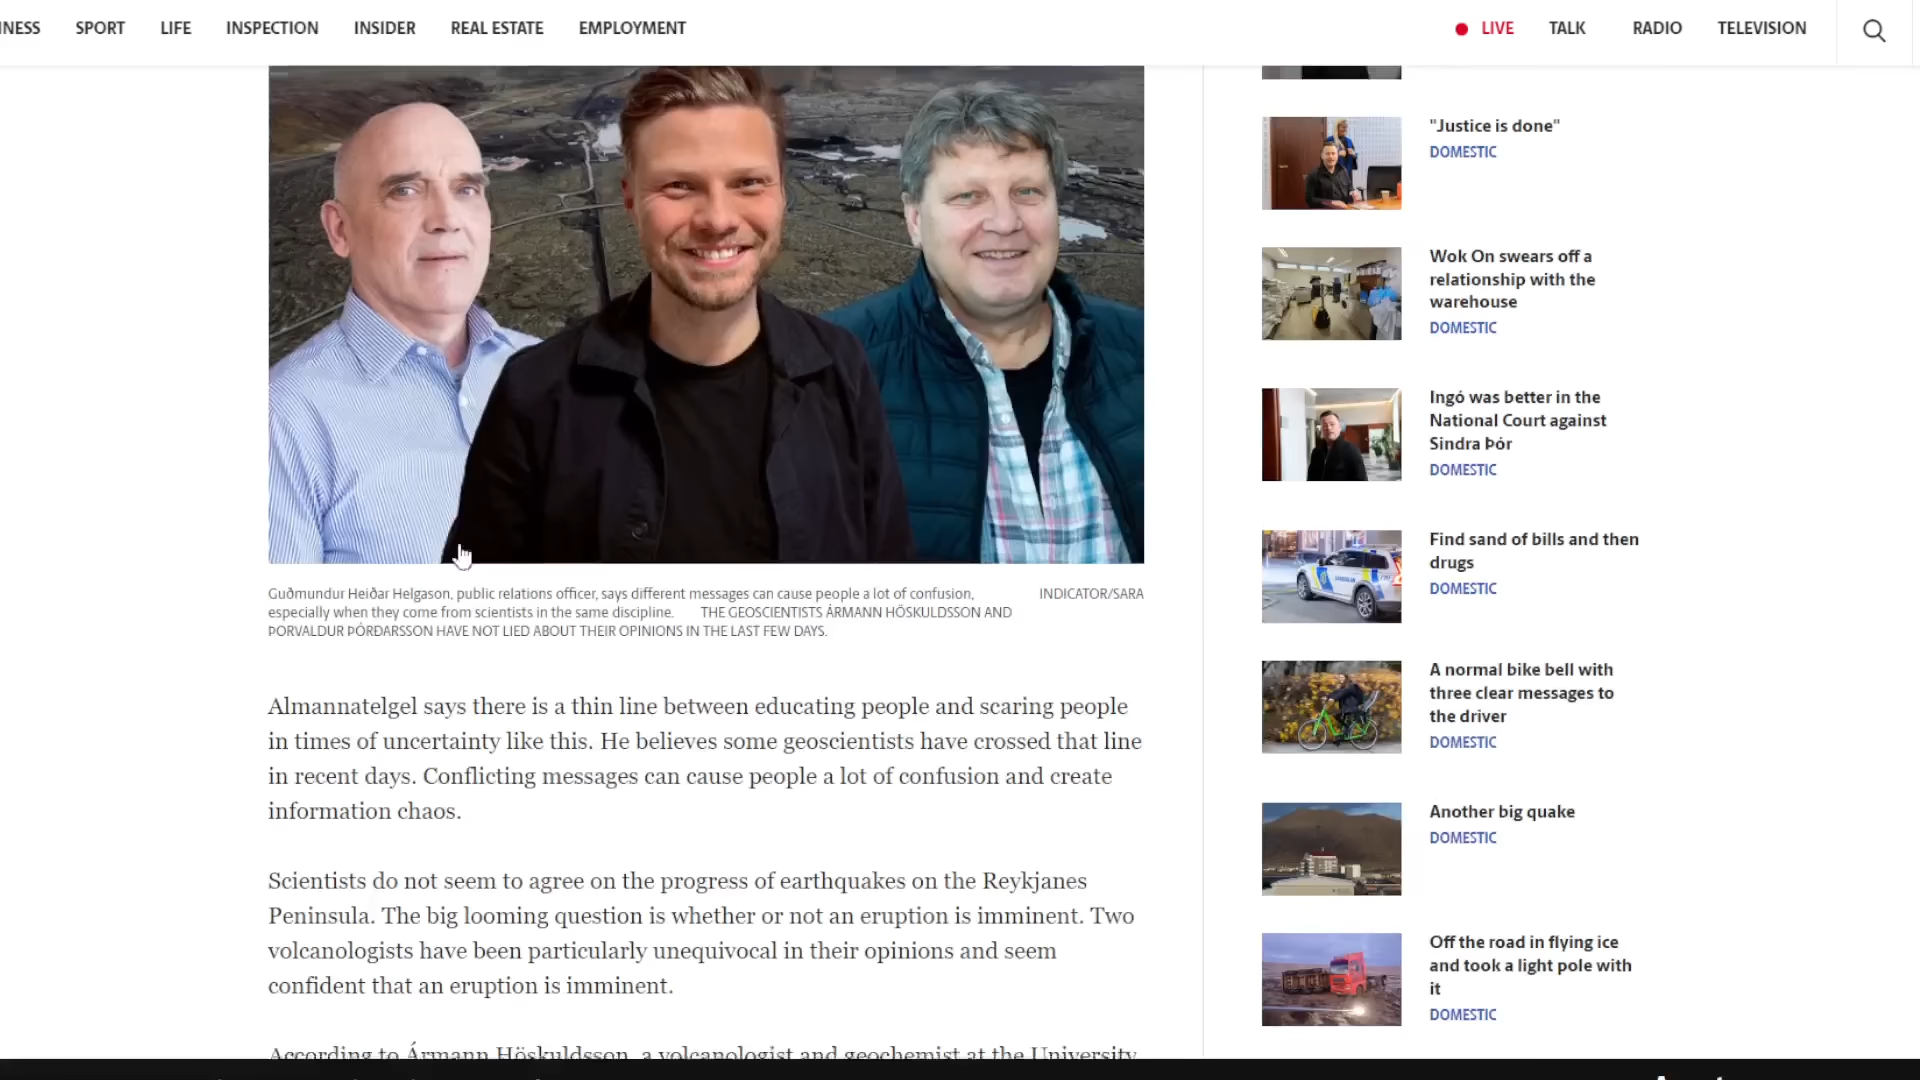 SPORT
LIFE
INSPECTION
INSIDER
REAL ESTATE
EMPLOYMENT
LIVE
TALK
RADIO
TELEVISION
Guðmundur Heiðar Helgason, public relations officer, says different messages can cause people a lot of confusion,
especially when they come from scientists in the same discipline. THE GEOSCIENTISTS ÁRMANN HÖSKULDSSON AND
ÞORVALDUR ÞÓRÐARSSON HAVE NOT LIED ABOUT THEIR OPINIONS IN THE LAST FEW DAYS.
INDICATOR/SARA
Almannatelgel says there is a thin line between educating people and scaring people
in times of uncertainty like this. He believes some geoscientists have crossed that line
in recent days. Conflicting messages can cause people a lot of confusion and create
information chaos.
Scientists do not seem to agree on the progress of earthquakes on the Reykjanes
Peninsula. The big looming question is whether or not an eruption is imminent. Two
volcanologists have been particularly unequivocal in their opinions and seem
confident that an eruption is imminent.
According to Ármann Höskuldsson, a volcanologist and geochemist at the University
"Justice is done"
DOMESTIC
Wok On swears off a
relationship with the
warehouse
DOMESTIC
Ingó was better in the
National Court against
Sindra Þór
DOMESTIC
Find sand of bills and then
drugs
DOMESTIC
A normal bike bell with
three clear messages to
the driver
DOMESTIC
Another big quake
DOMESTIC
Off the road in flying ice
and took a light pole with
it
DOMESTIC